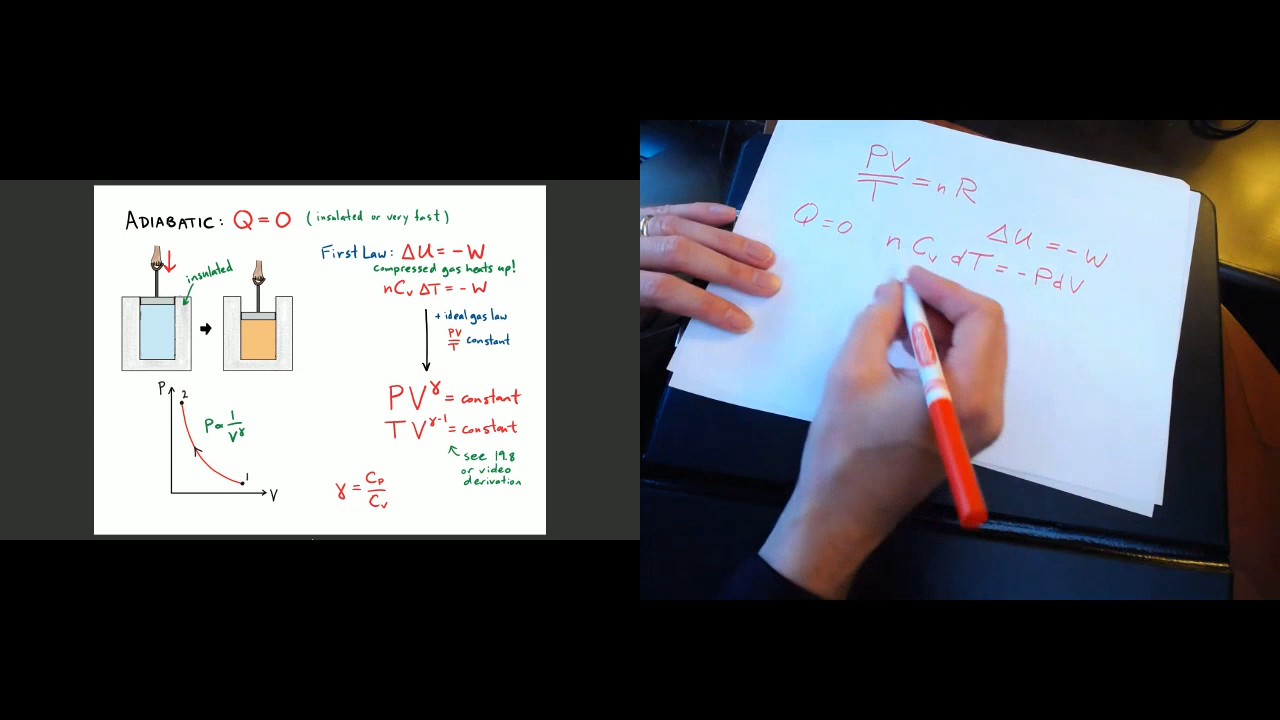 ADIABATIC: Q = 0 (insulated or very fast)
insulated
First Law: ΔU = -W
compressed gas heats up!
nCᵥ ΔT = -W
+ ideal gas law
PV/T constant
P
2
P∝ 1/V^γ
1
V
PV^γ = constant
TV^γ-1 = constant
see 19.8
or video
derivation
γ = Cₚ/Cᵥ
PV/T = nR
Q = 0
ΔU = -W
n Cᵥ dT = -PdV